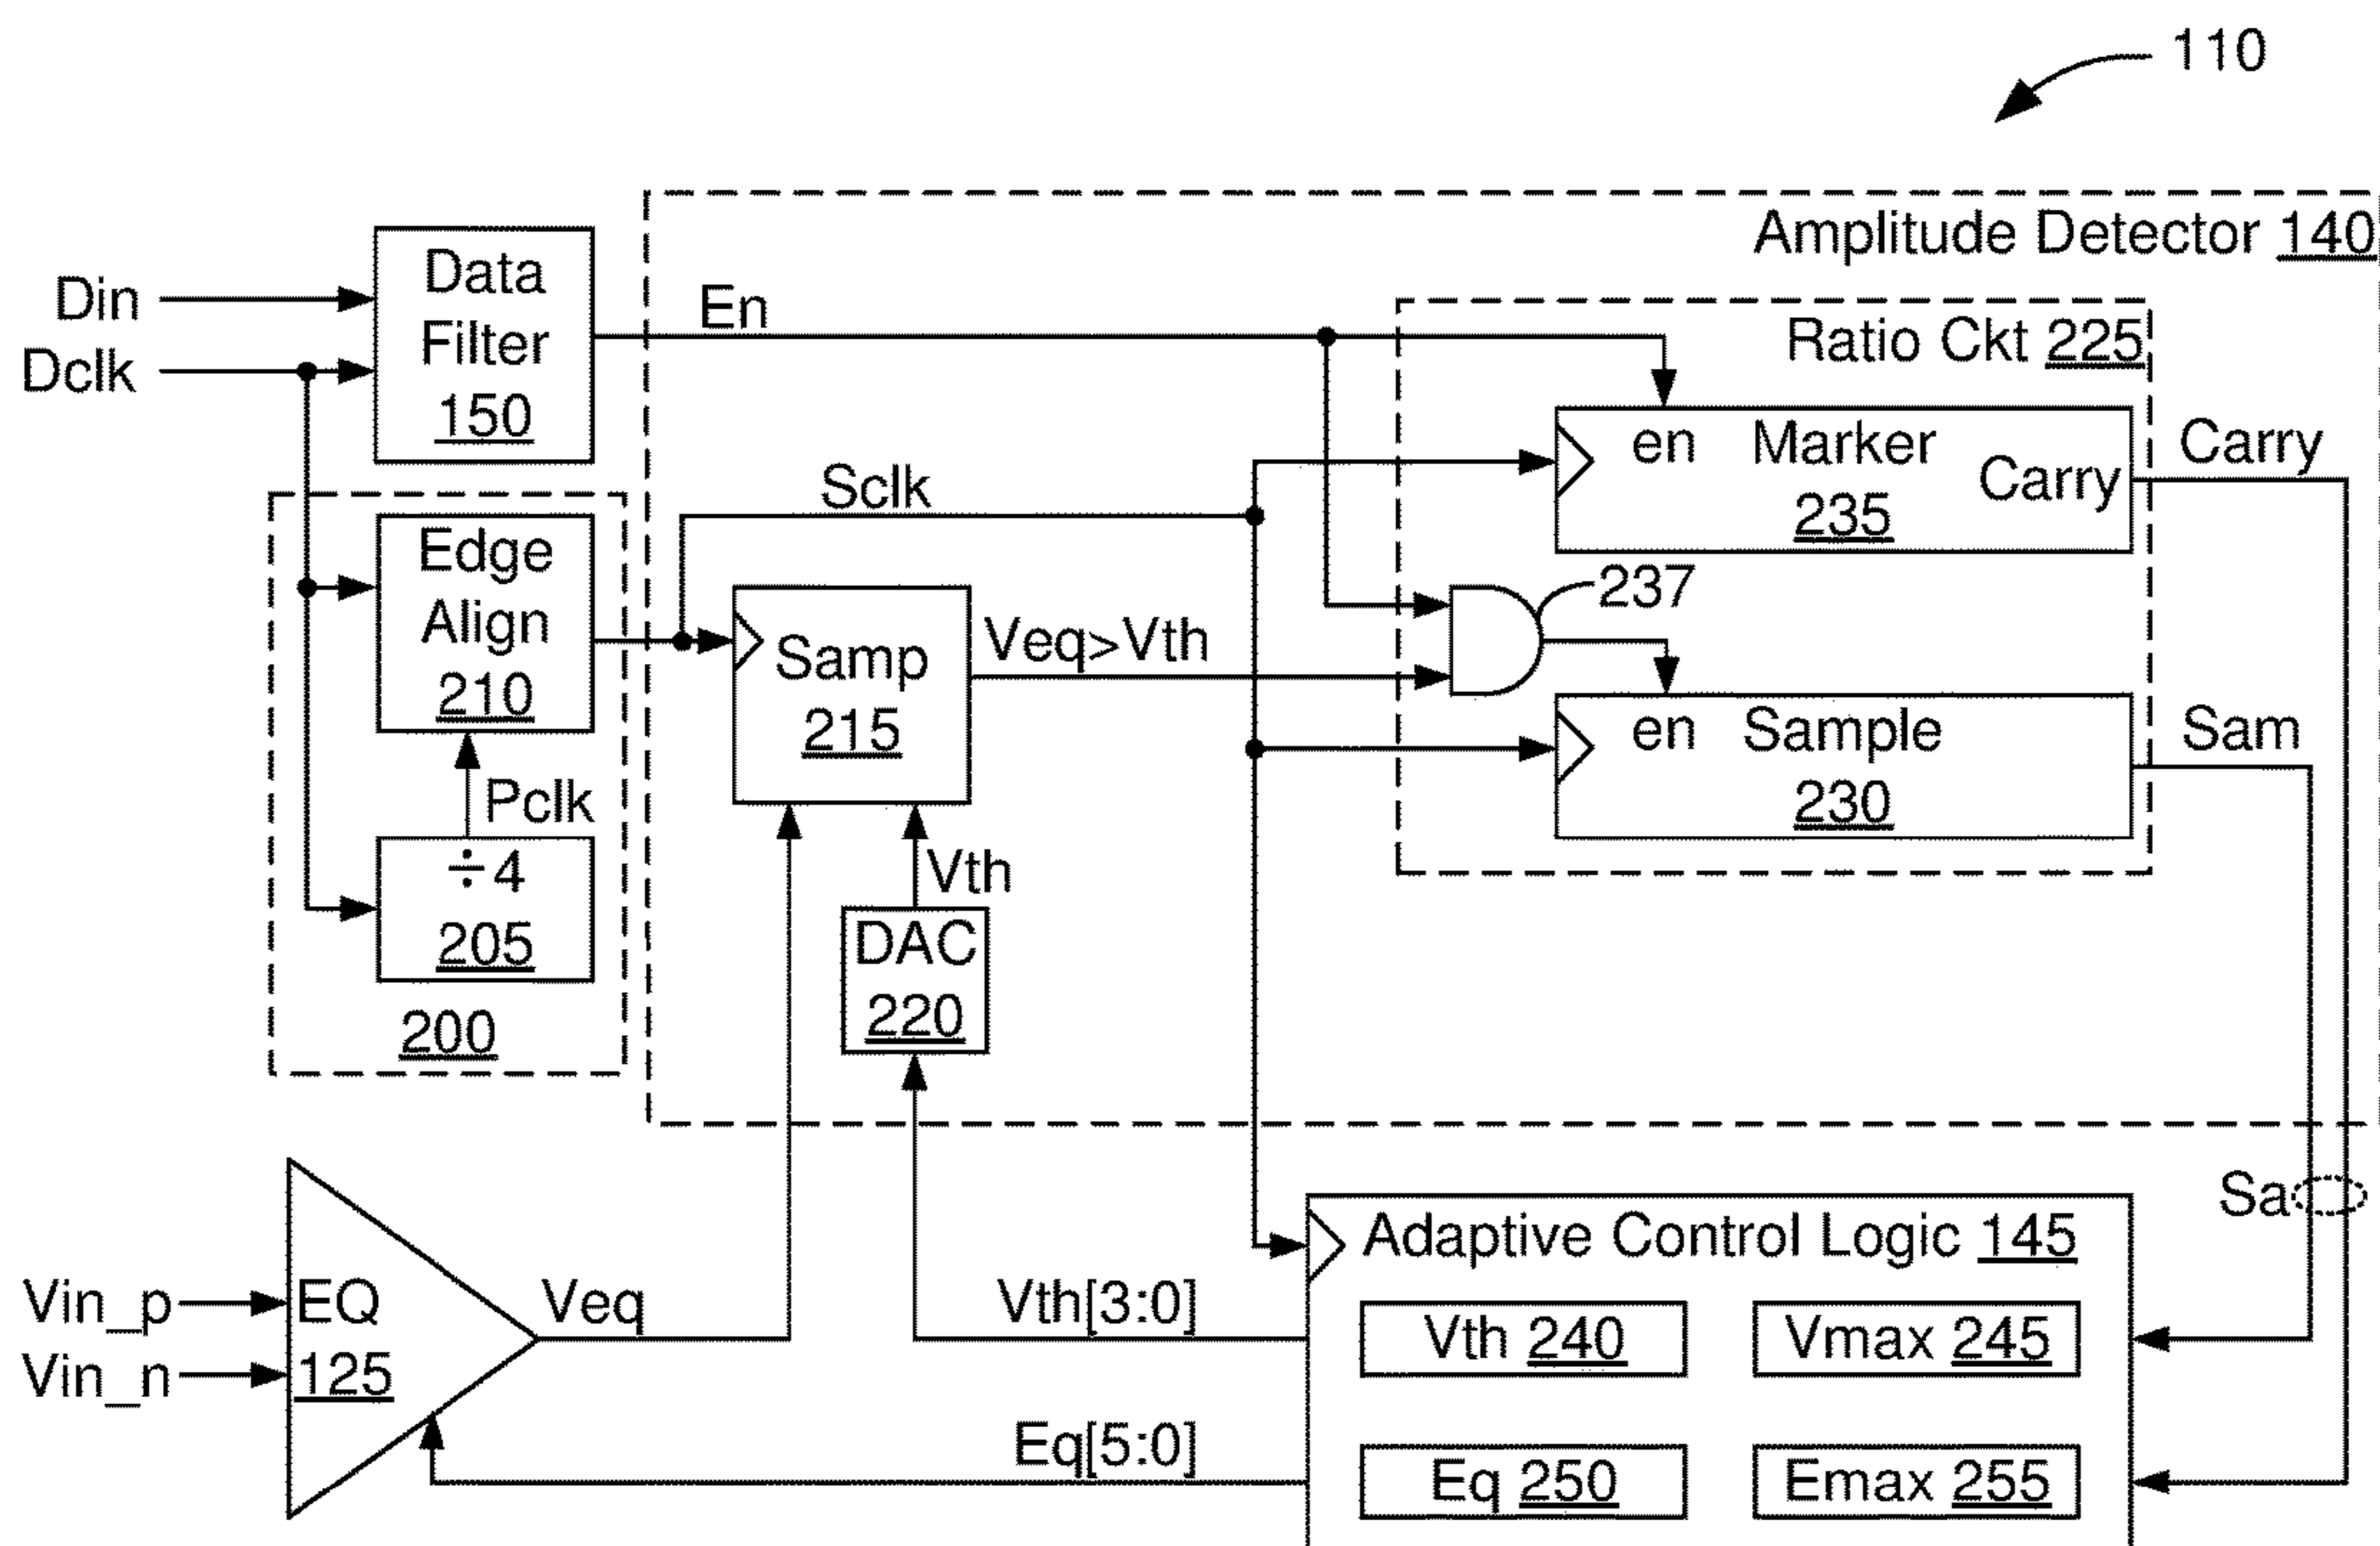 110
Amplitude Detector 140
Din
Dclk
Data
Filter
150
En
Ratio Ckt 225
en Marker
Carry
235
Carry
Sclk
Edge
Align
210
237
Samp
215
Veq>Vth
en Sample
230
Sam
Pclk
÷4
205
200
Vth
DAC
220
Sa
Adaptive Control Logic 145
Vin_p
Vin_n
EQ
125
Veq
Vth[3:0]
Vth 240
Vmax 245
Eq[5:0]
Eq 250
Emax 255